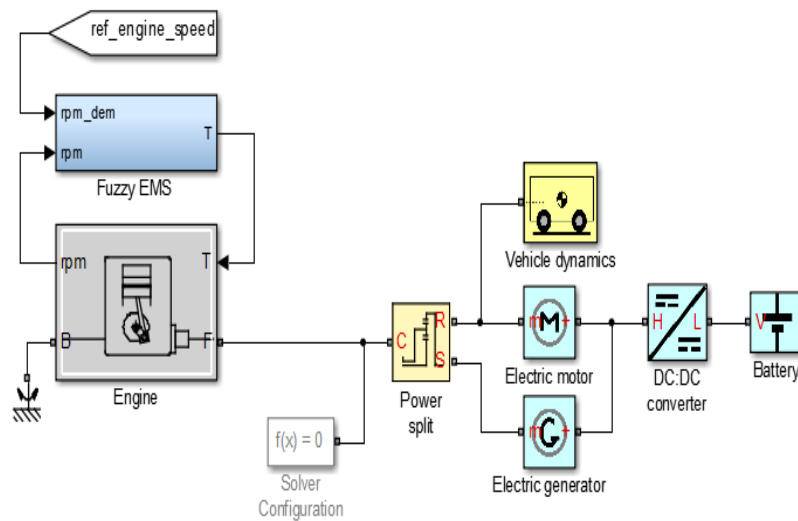 ref_engine_speed
rpm_dem
rpm
T
Fuzzy EMS
rpm
T
B
F
Engine
f(x) = 0
Solver
Configuration
C
R
S
Power
split
Vehicle dynamics
m
M
+
Electric motor
m
G
+
Electric generator
H
L
DC:DC
converter
V
Battery